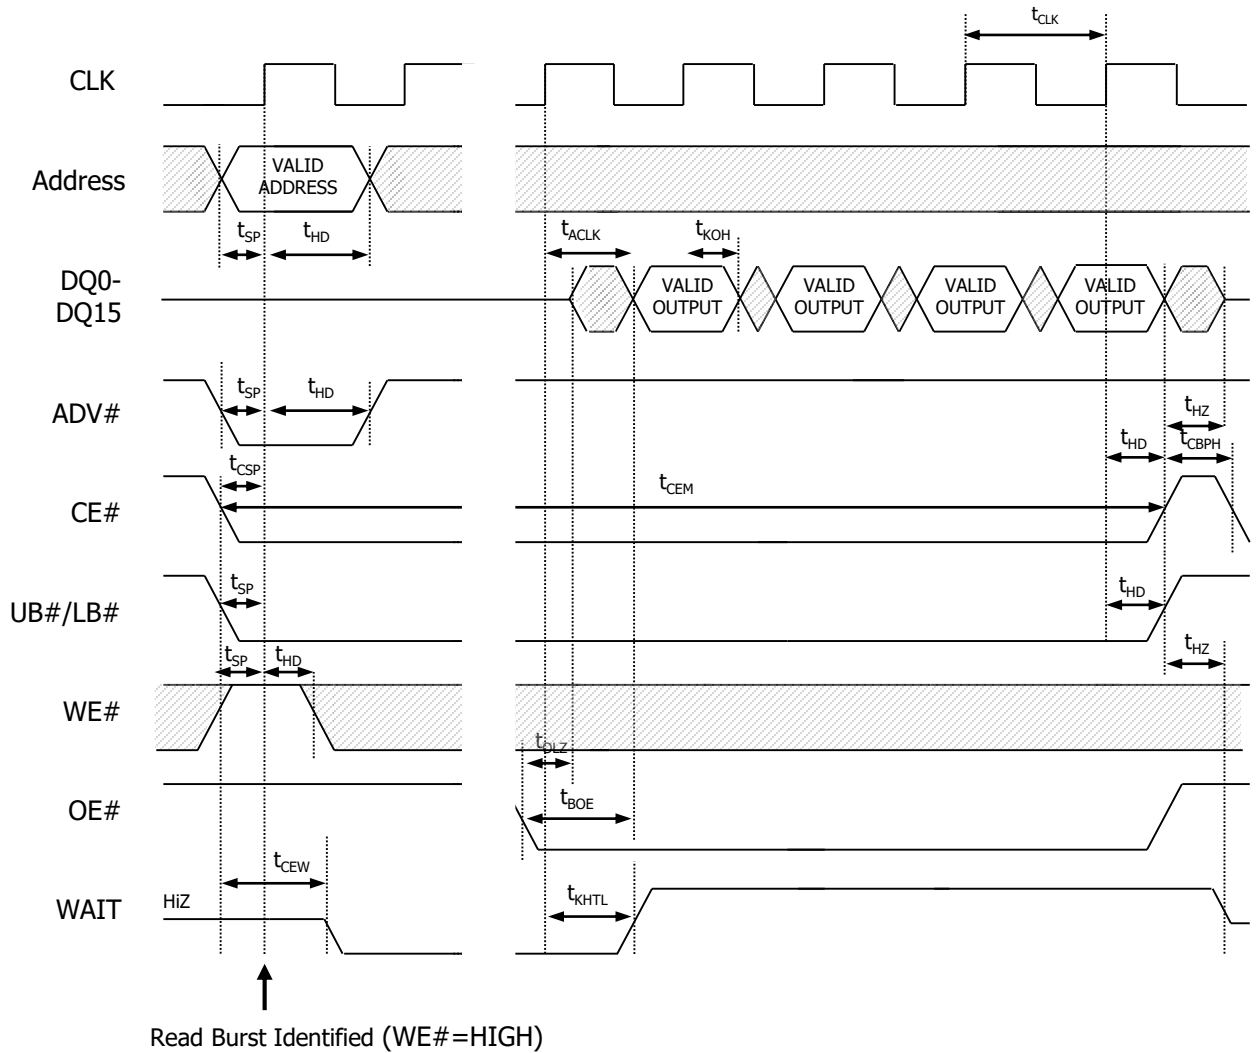 tCLK
CLK
Address
VALID
ADDRESS
tSP
tHD
tACLK
tKOH
DQ0-
DQ15
VALID
OUTPUT
VALID
OUTPUT
VALID
OUTPUT
VALID
OUTPUT
ADV#
tSP
tHD
tHZ
tHD
tCBPH
CE#
tCSP
tCEM
UB#/LB#
tSP
tHD
tSP
tHD
tHZ
WE#
tOLZ
OE#
tBOE
tCEW
WAIT
HiZ
tKHTL
Read Burst Identified (WE#=HIGH)